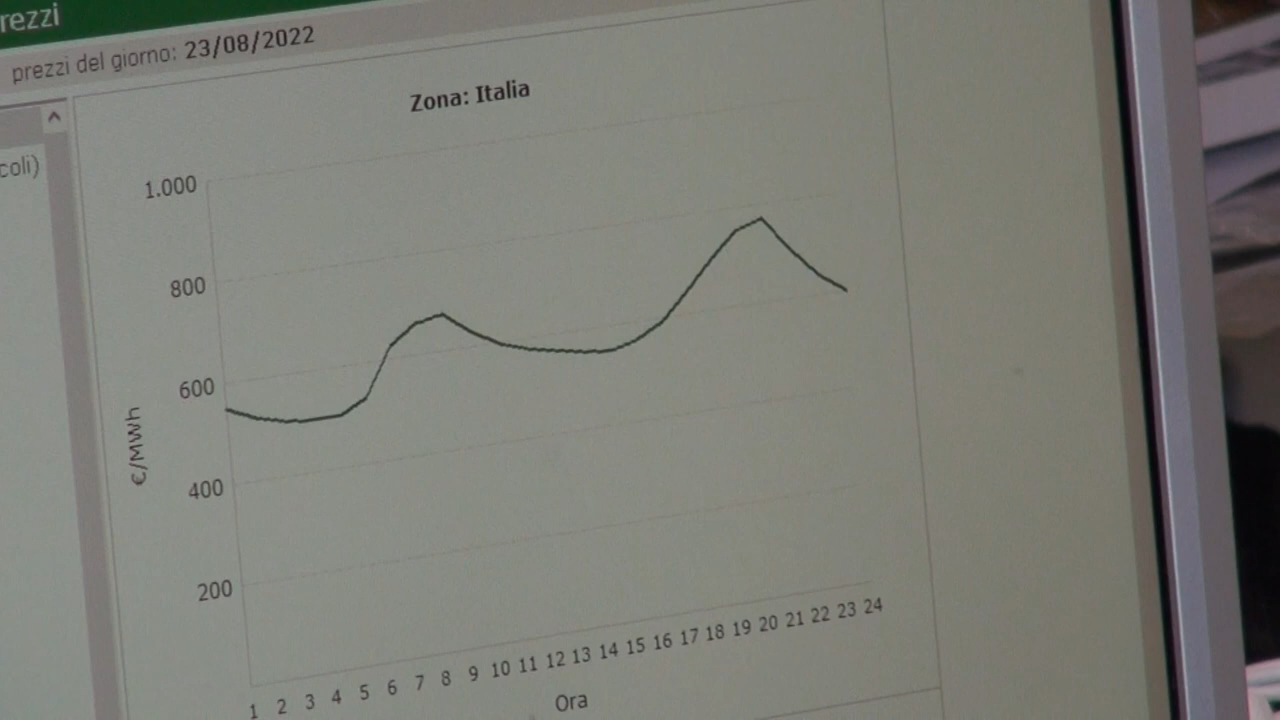 rezzi
prezzi del giorno: 23/08/2022
coli)
Zona: Italia
1.000
800
600
400
200
€/MWh
1 2 3 4 5 6 7 8 9 10 11 12 13 14 15 16 17 18 19 20 21 22 23 24
Ora